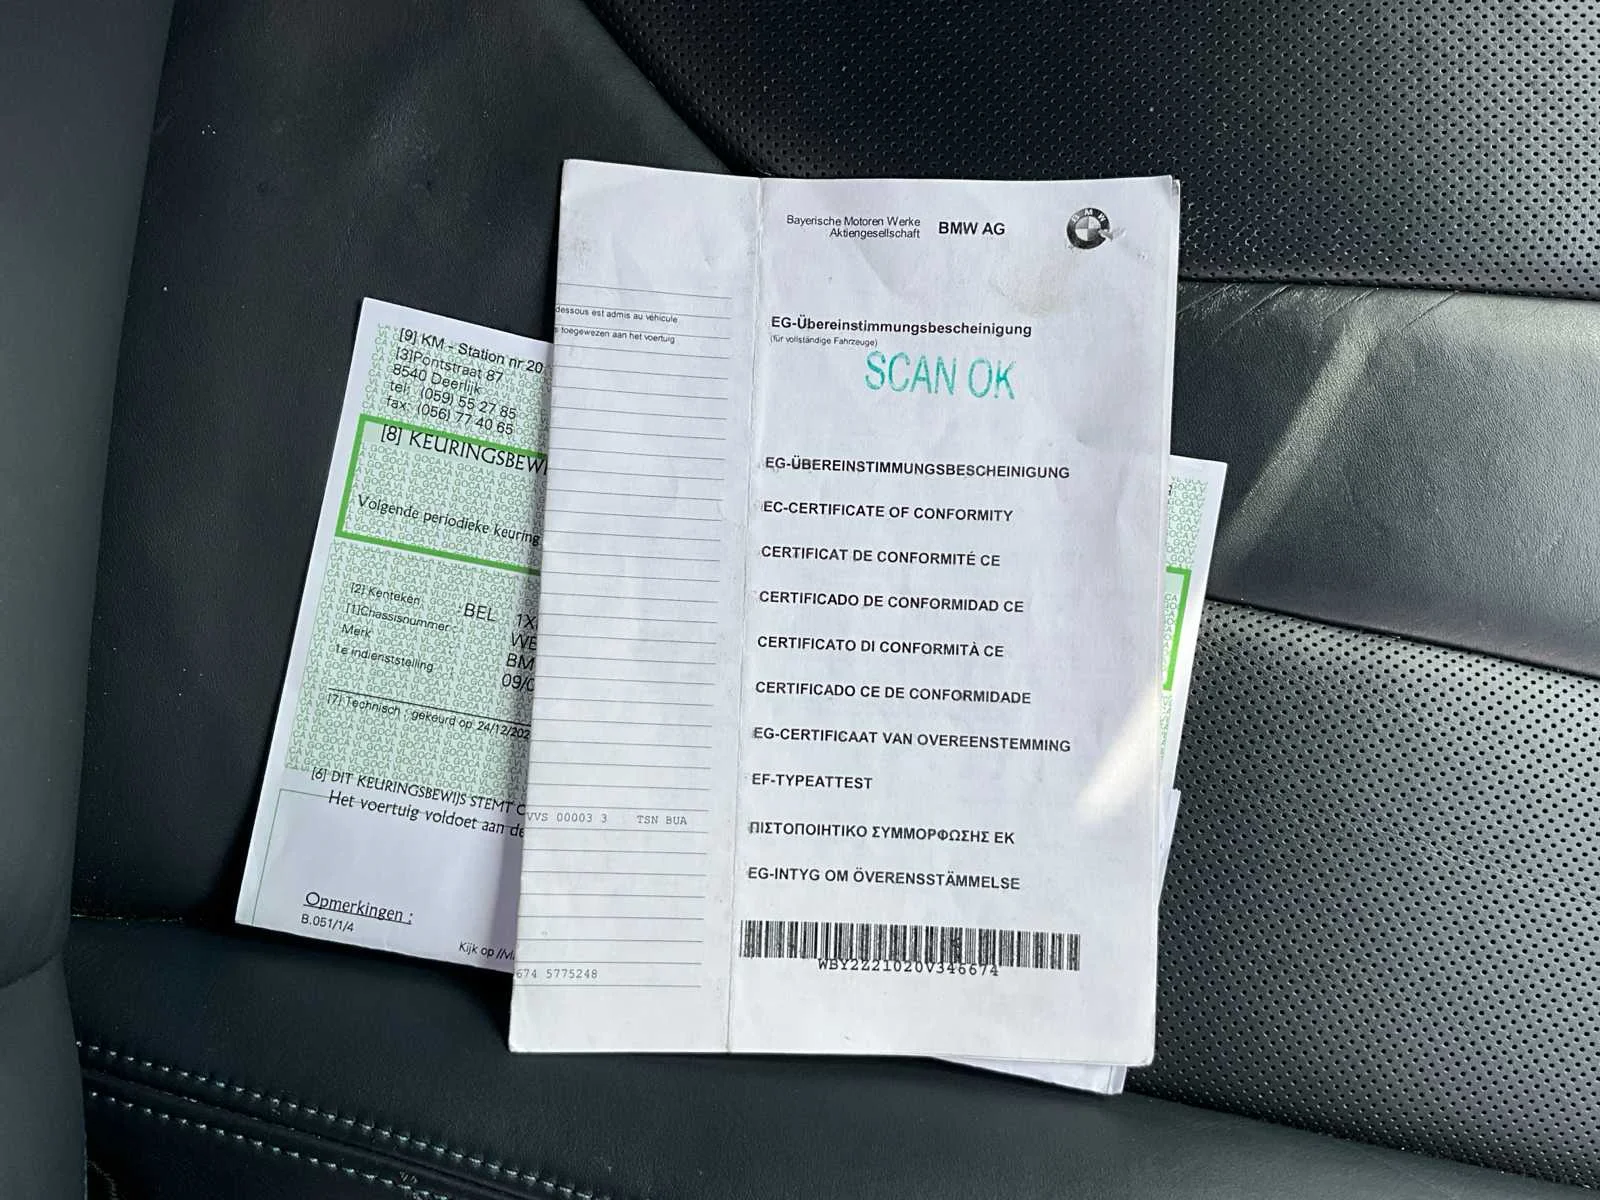 Bayerische Motoren Werke
Aktiengesellschaft
BMW AG
BMW
EG-Übereinstimmungsbescheinigung
(für vollständige Fahrzeuge)
SCAN OK
EG-ÜBEREINSTIMMUNGSBESCHEINIGUNG
EC-CERTIFICATE OF CONFORMITY
CERTIFICAT DE CONFORMITÉ CE
CERTIFICADO DE CONFORMIDAD CE
CERTIFICATO DI CONFORMITÀ CE
CERTIFICADO CE DE CONFORMIDADE
EG-CERTIFICAAT VAN OVEREENSTEMMING
EF-TYPEATTEST
ΠΙΣΤΟΠΟΙΗΤΙΚΟ ΣΥΜΜΟΡΦΩΣΗΣ ΕΚ
EG-INTYG OM ÖVERENSSTÄMMELSE
WBY2Z21020V346674
dessous est admis au véhicule
s toegewezen aan het voertuig
VVS 00003 3 TSN BUA
674 5775248
[9] KM - Station nr 20
[3]Pontstraat 87
8540 Deerlijk
tel: (059) 55 27 85
fax: (056) 77 40 65
[8] KEURINGSBEWI
Volgende periodieke keuring
[2] Kenteken : BEL 1X
[1]Chassisnummer : WB
Merk BM
1e indienststelling 09/0
[7] Technisch : gekeurd op 24/12/202
[6] DIT KEURINGSBEWIJS STEMT O
Het voertuig voldoet aan de
Opmerkingen :
B.051/1/4
Kijk op